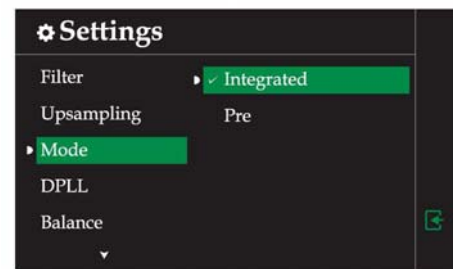 Settings
Filter
Integrated
Upsampling
Pre
Mode
DPLL
Balance